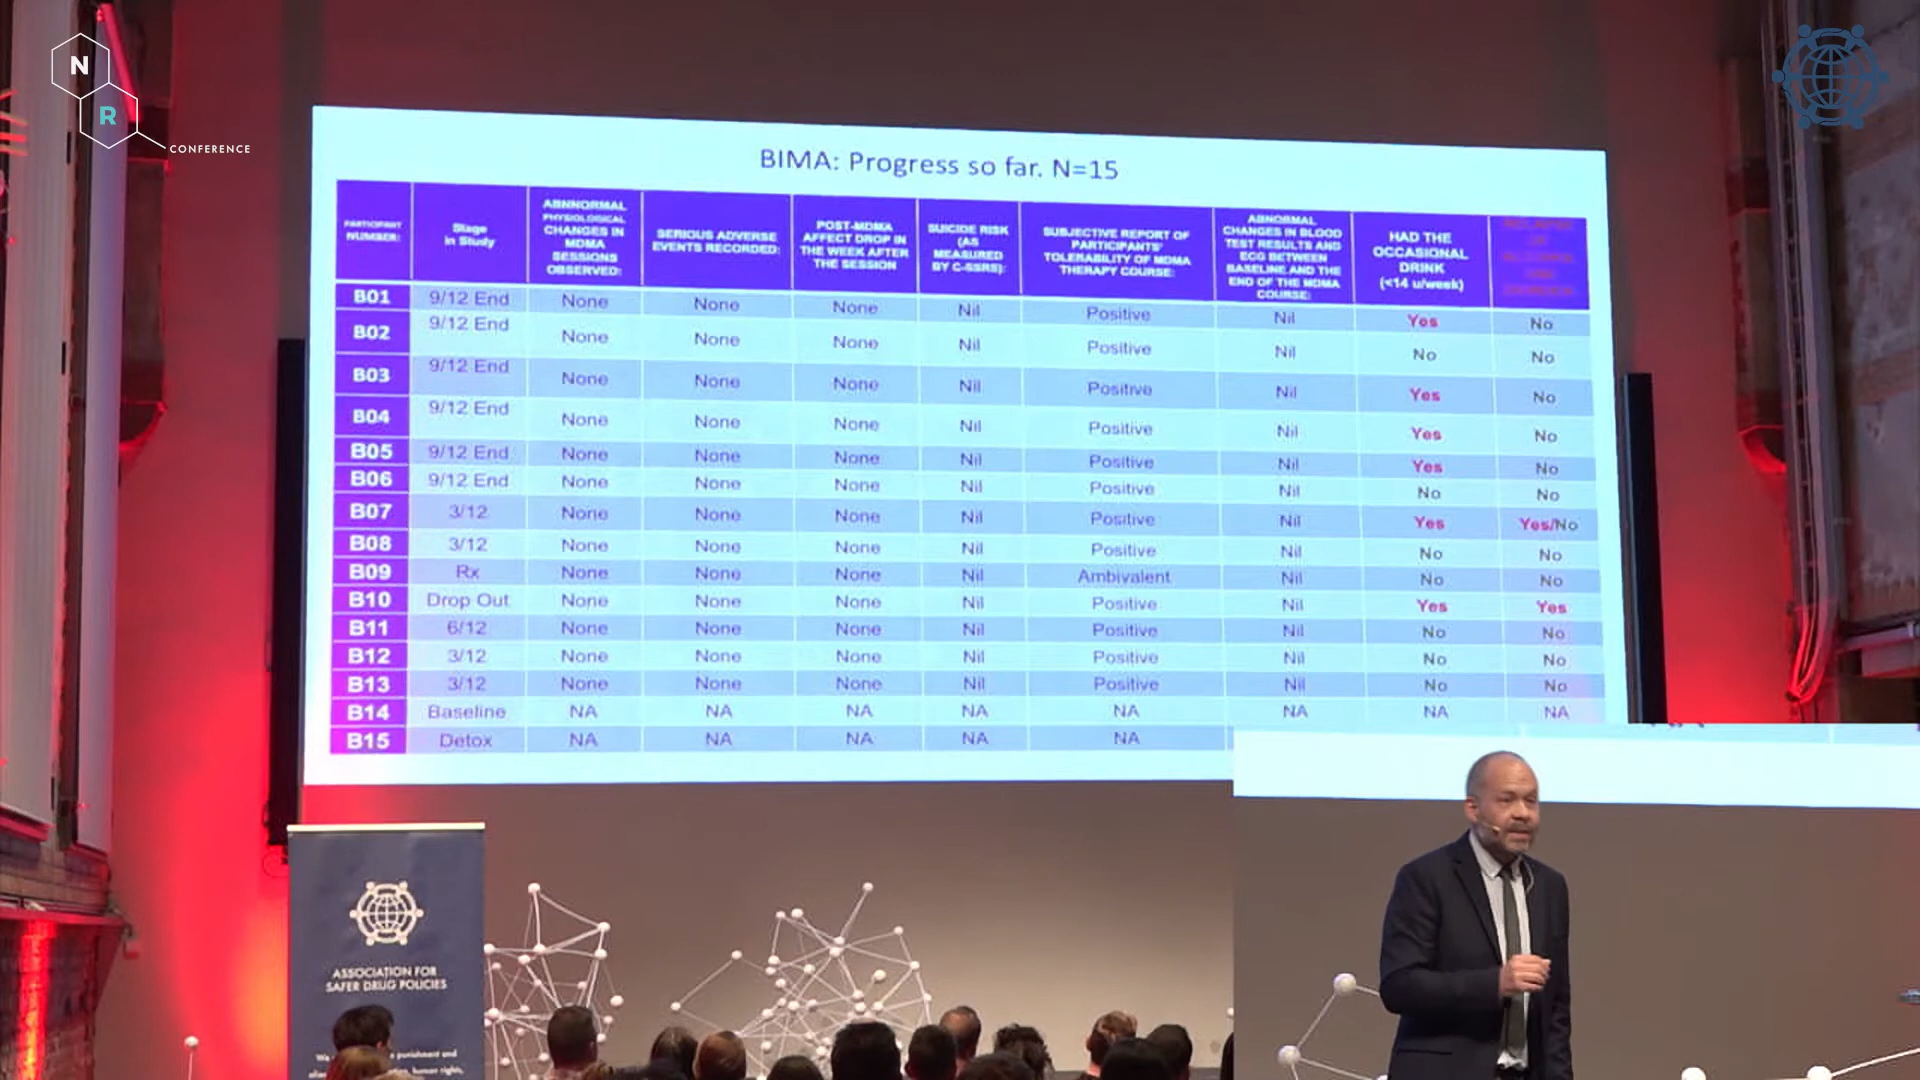 N
R
CONFERENCE
BIMA: Progress so far. N=15
PARTICIPANT
NUMBER:
Stage
in Study
ABNNORMAL
PHYSIOLOGICAL
CHANGES IN
MDMA
SESSIONS
OBSERVED:
SERIOUS ADVERSE
EVENTS RECORDED:
POST-MDMA
AFFECT DROP IN
THE WEEK AFTER
THE SESSION
SUICIDE RISK
(AS
MEASURED
BY C-SSRS):
SUBJECTIVE REPORT OF
PARTICIPANTS'
TOLERABILITY OF MDMA
THERAPY COURSE:
ABNORMAL
CHANGES IN BLOOD
TEST RESULTS AND
ECG BETWEEN
BASELINE AND THE
END OF THE MDMA
COURSE:
HAD THE
OCCASIONAL
DRINK
(<14 u/week)
B01 9/12 End None None None Nil Positive Nil Yes No
B02 9/12 End None None None Nil Positive Nil No No
B03 9/12 End None None None Nil Positive Nil Yes No
B04 9/12 End None None None Nil Positive Nil Yes No
B05 9/12 End None None None Nil Positive Nil Yes No
B06 9/12 End None None None Nil Positive Nil No No
B07 3/12 None None None Nil Positive Nil Yes Yes/No
B08 3/12 None None None Nil Positive Nil No No
B09 Rx None None None Nil Ambivalent Nil No No
B10 Drop Out None None None Nil Positive Nil Yes Yes
B11 6/12 None None None Nil Positive Nil No No
B12 3/12 None None None Nil Positive Nil No No
B13 3/12 None None None Nil Positive Nil No No
B14 Baseline NA NA NA NA NA NA NA NA
B15 Detox NA NA NA NA NA
ASSOCIATION FOR
SAFER DRUG POLICIES
We punishment and
human rights,